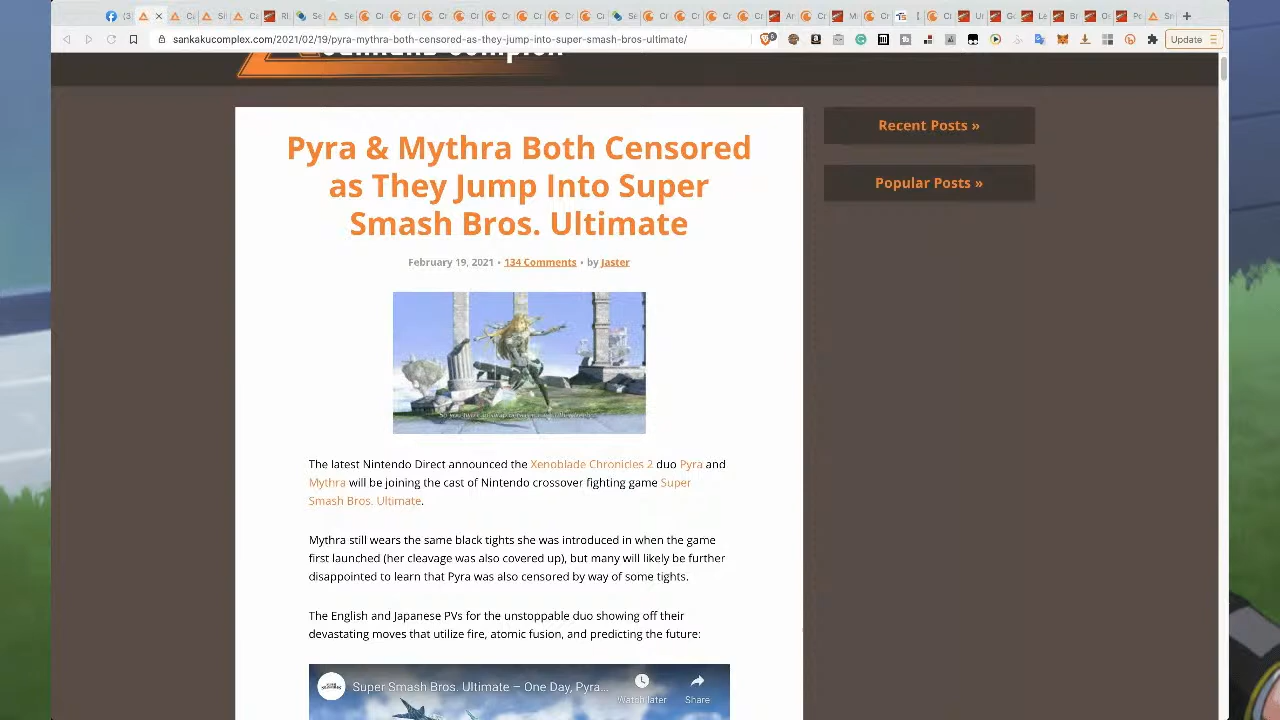 sankakucomplex.com/2021/02/19/pyra-mythra-both-censored-as-they-jump-into-super-smash-bros-ultimate/
Update
Recent Posts »
Popular Posts »
Pyra & Mythra Both Censored
as They Jump Into Super
Smash Bros. Ultimate
February 19, 2021 • 134 Comments • by Jaster
The latest Nintendo Direct announced the Xenoblade Chronicles 2 duo Pyra and
Mythra will be joining the cast of Nintendo crossover fighting game Super
Smash Bros. Ultimate.
Mythra still wears the same black tights she was introduced in when the game
first launched (her cleavage was also covered up), but many will likely be further
disappointed to learn that Pyra was also censored by way of some tights.
The English and Japanese PVs for the unstoppable duo showing off their
devastating moves that utilize fire, atomic fusion, and predicting the future:
Super Smash Bros. Ultimate – One Day, Pyra...
Watch later
Share